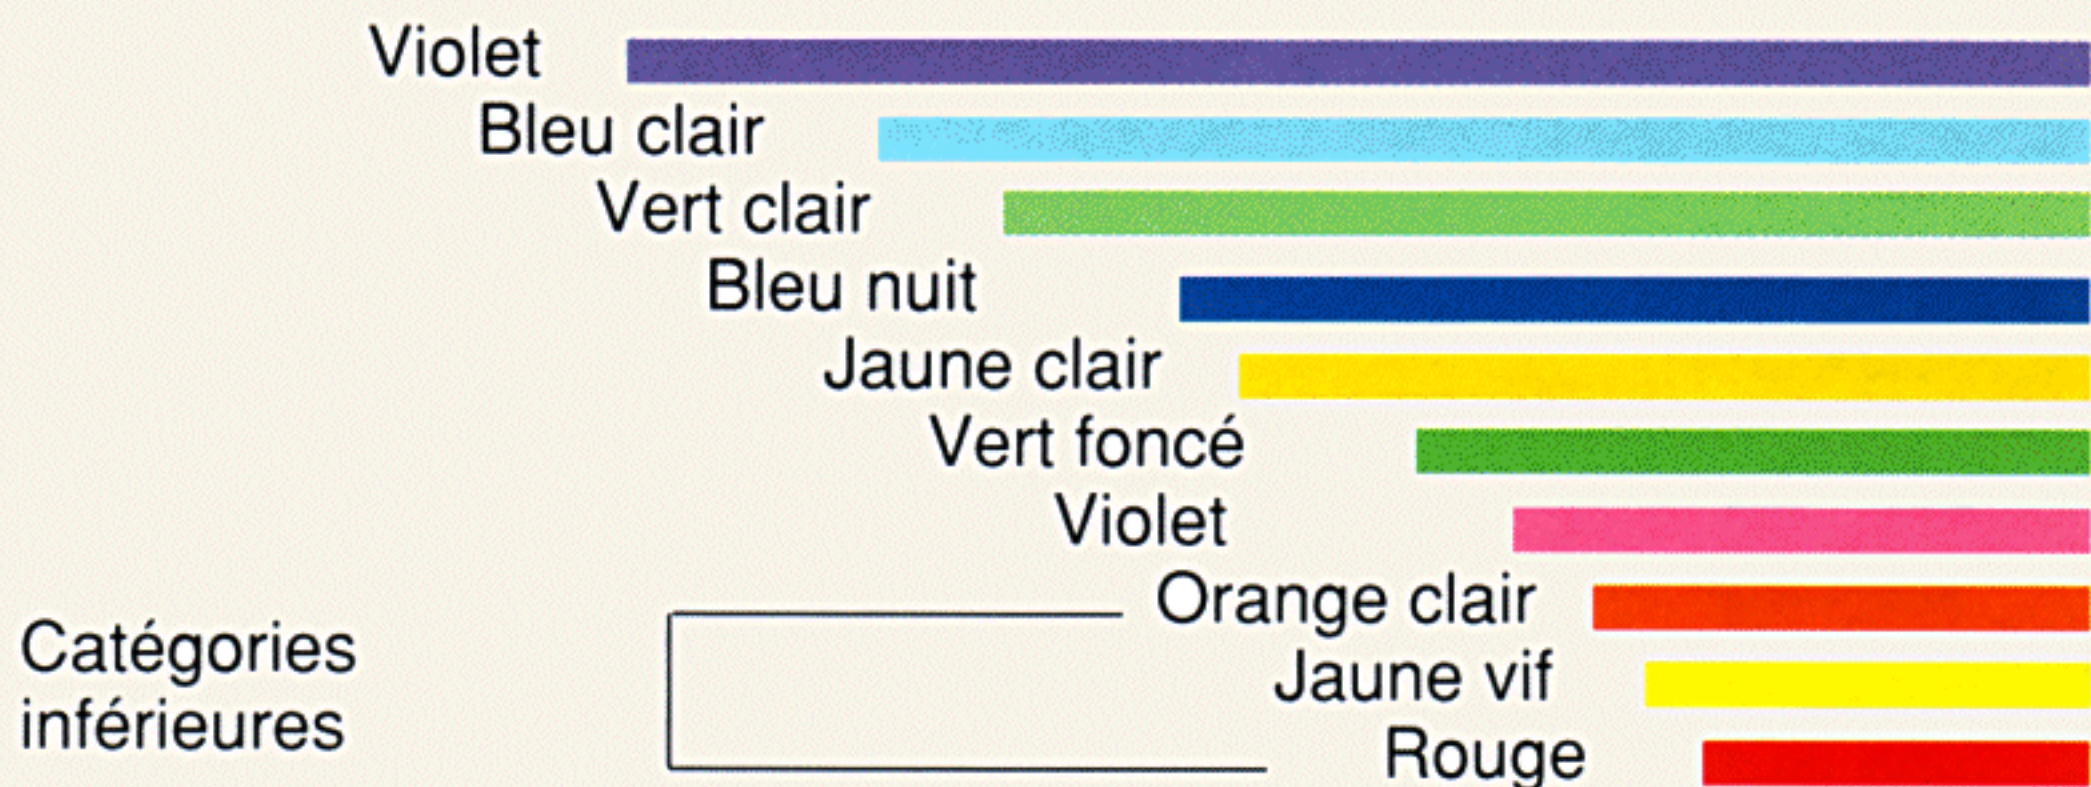 Violet
Bleu clair
Vert clair
Bleu nuit
Jaune clair
Vert foncé
Violet
Orange clair
Jaune vif
Rouge
Catégories
inférieures